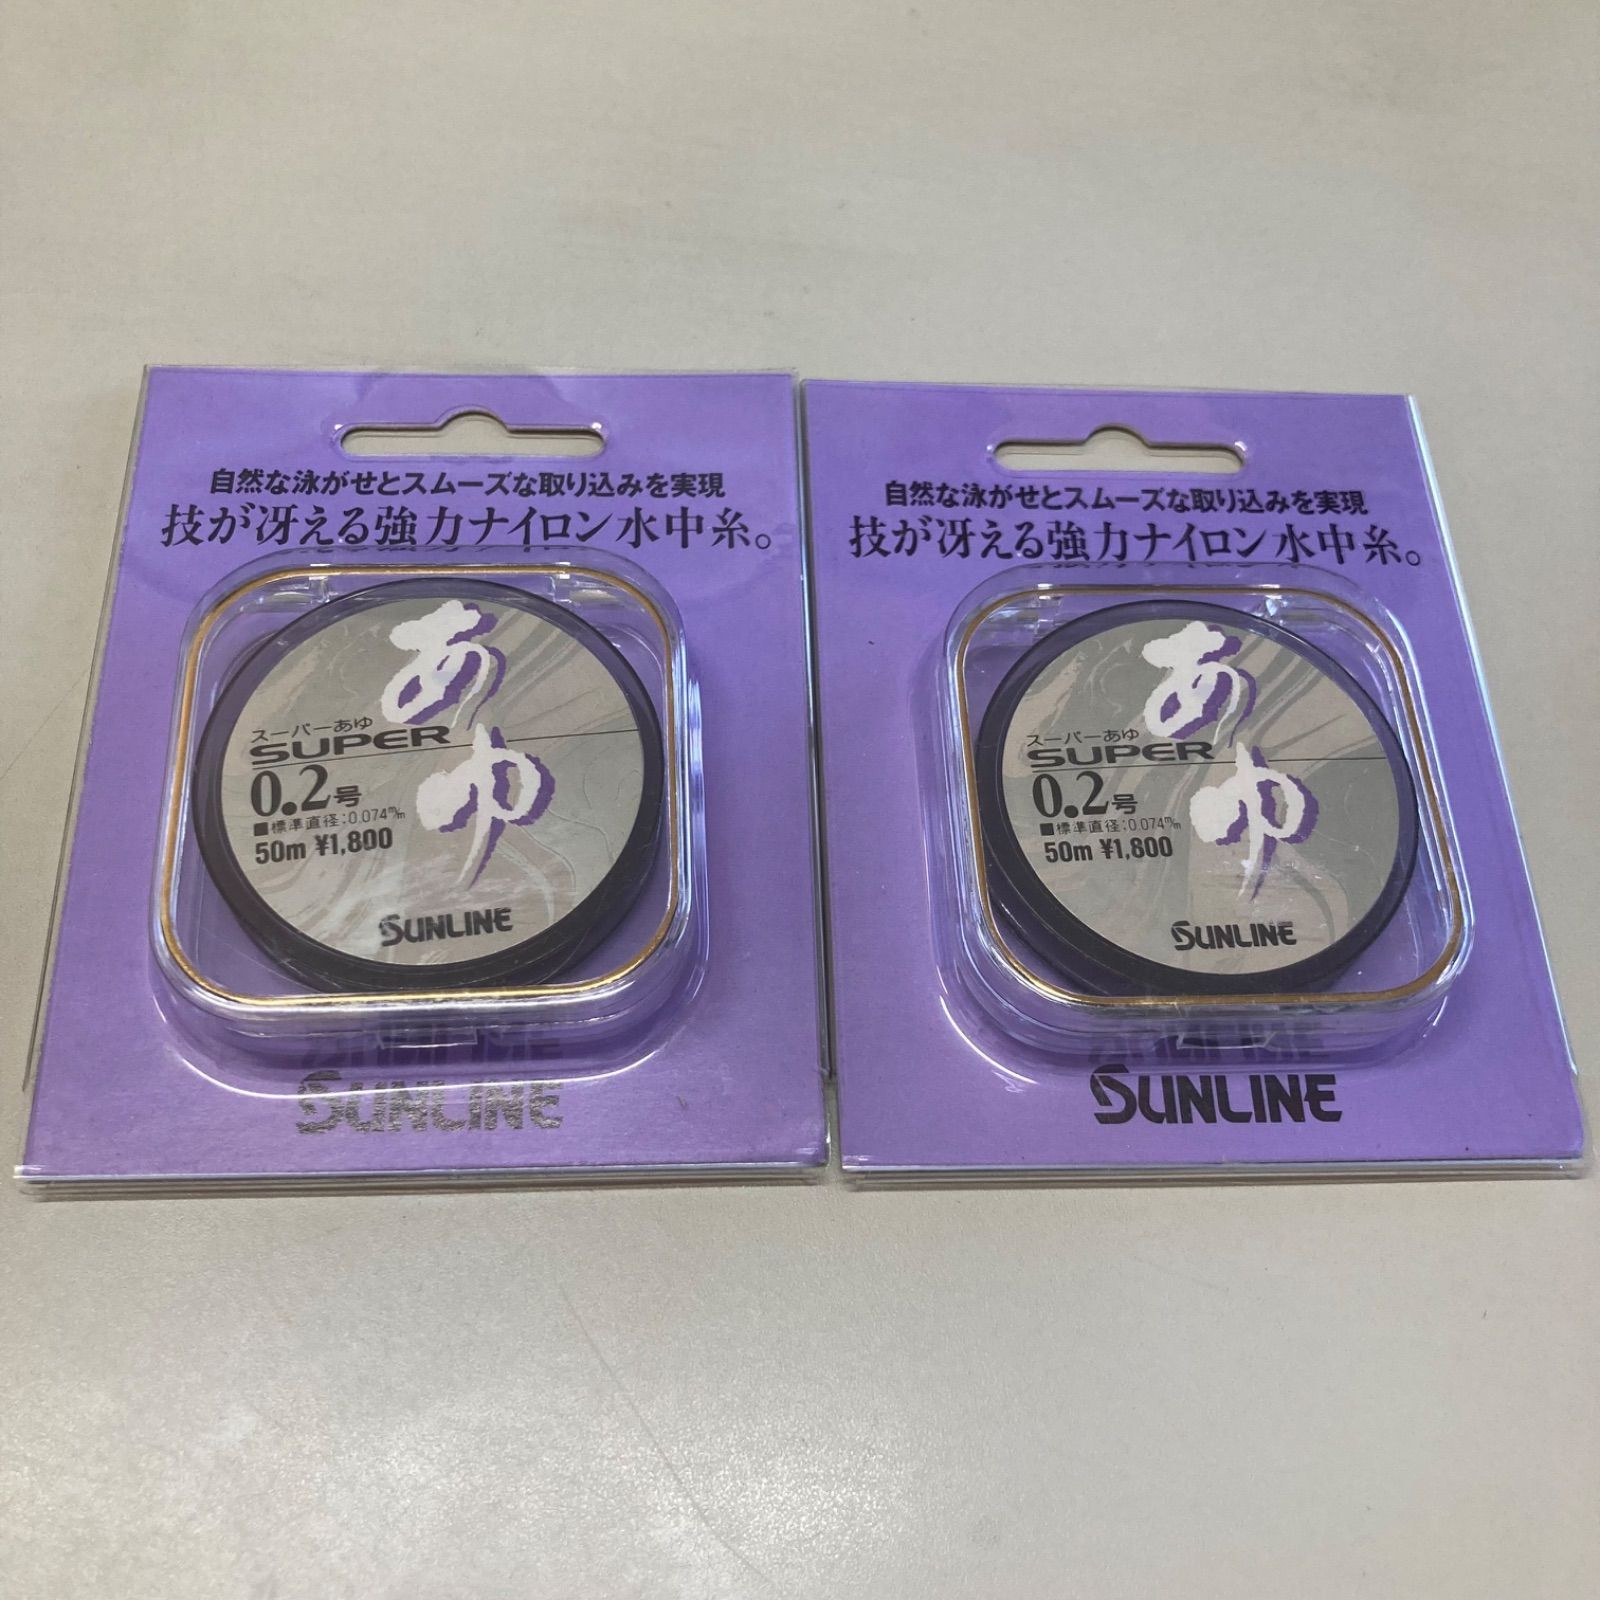 自然な泳がせとスムーズな取り込みを実現
技が冴える強力ナイロン水中糸。
あゆ
スーパーあゆ
SUPER
0.2号
■標準直径:0.074m/m
50m ¥1,800
SUNLINE
SUNLINE
自然な泳がせとスムーズな取り込みを実現
技が冴える強力ナイロン水中糸。
あゆ
スーパーあゆ
SUPER
0.2号
■標準直径:0.074m/m
50m ¥1,800
SUNLINE
SUNLINE